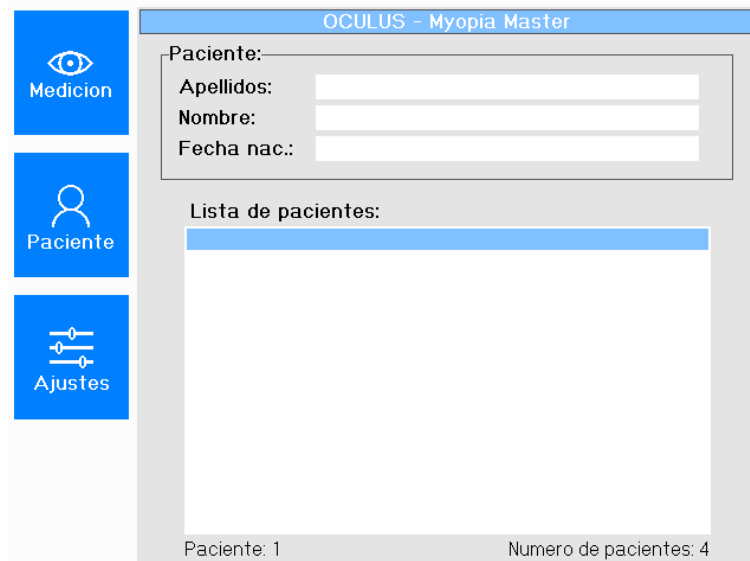 OCULUS - Myopia Master
Medicion
Paciente
Ajustes
Paciente:
Apellidos:
Nombre:
Fecha nac.:
Lista de pacientes:
Paciente: 1
Numero de pacientes: 4